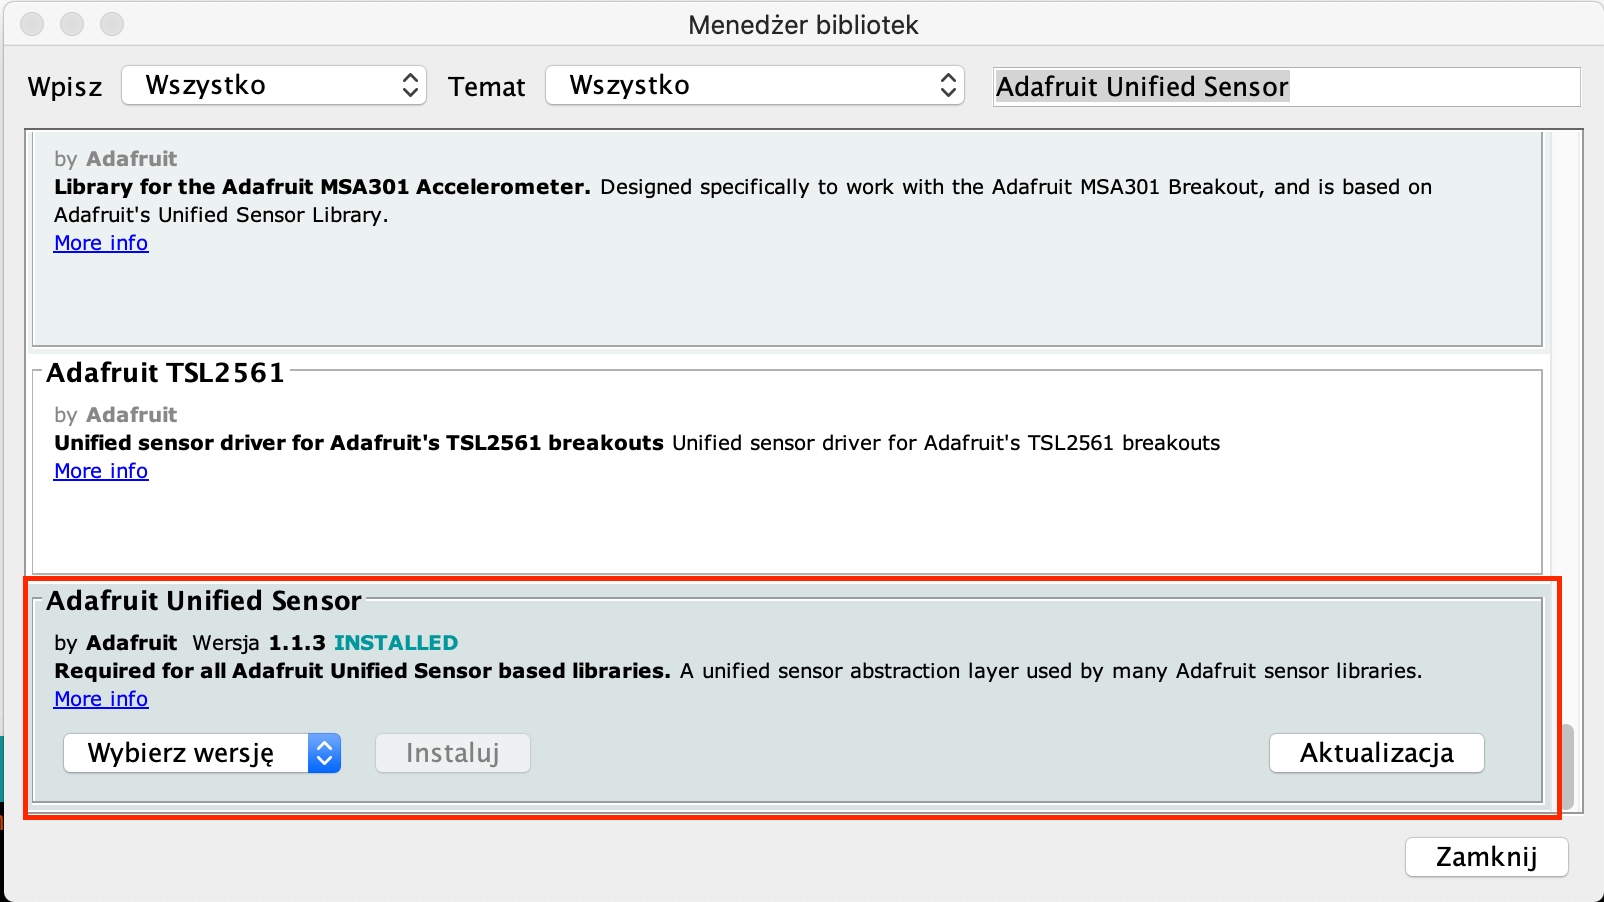 Menedżer bibliotek
Wpisz Wszystko Temat Wszystko Adafruit Unified Sensor
by Adafruit
Library for the Adafruit MSA301 Accelerometer. Designed specifically to work with the Adafruit MSA301 Breakout, and is based on
Adafruit's Unified Sensor Library.
More info
Adafruit TSL2561
by Adafruit
Unified sensor driver for Adafruit's TSL2561 breakouts Unified sensor driver for Adafruit's TSL2561 breakouts
More info
Adafruit Unified Sensor
by Adafruit Wersja 1.1.3 INSTALLED
Required for all Adafruit Unified Sensor based libraries. A unified sensor abstraction layer used by many Adafruit sensor libraries.
More info
Wybierz wersję Instaluj Aktualizacja
Zamknij